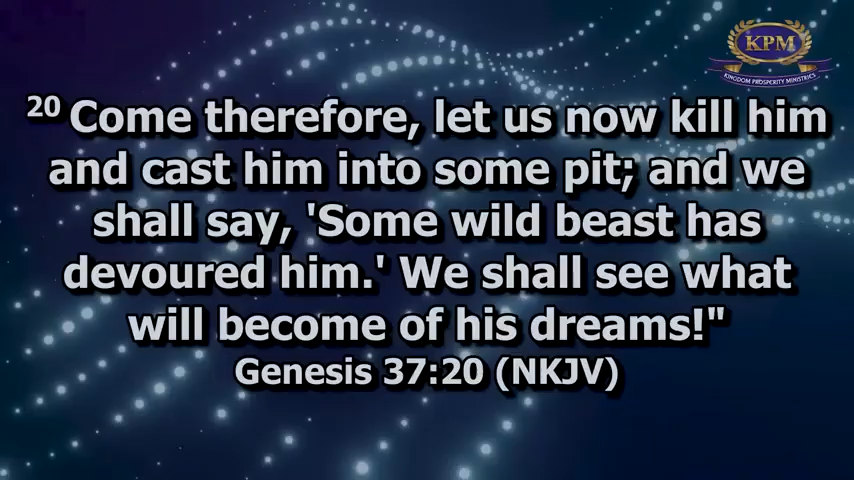 KPM
KINGDOM PROSPERITY MINISTRIES
20 Come therefore, let us now kill him
and cast him into some pit; and we
shall say, 'Some wild beast has
devoured him.' We shall see what
will become of his dreams!"
Genesis 37:20 (NKJV)